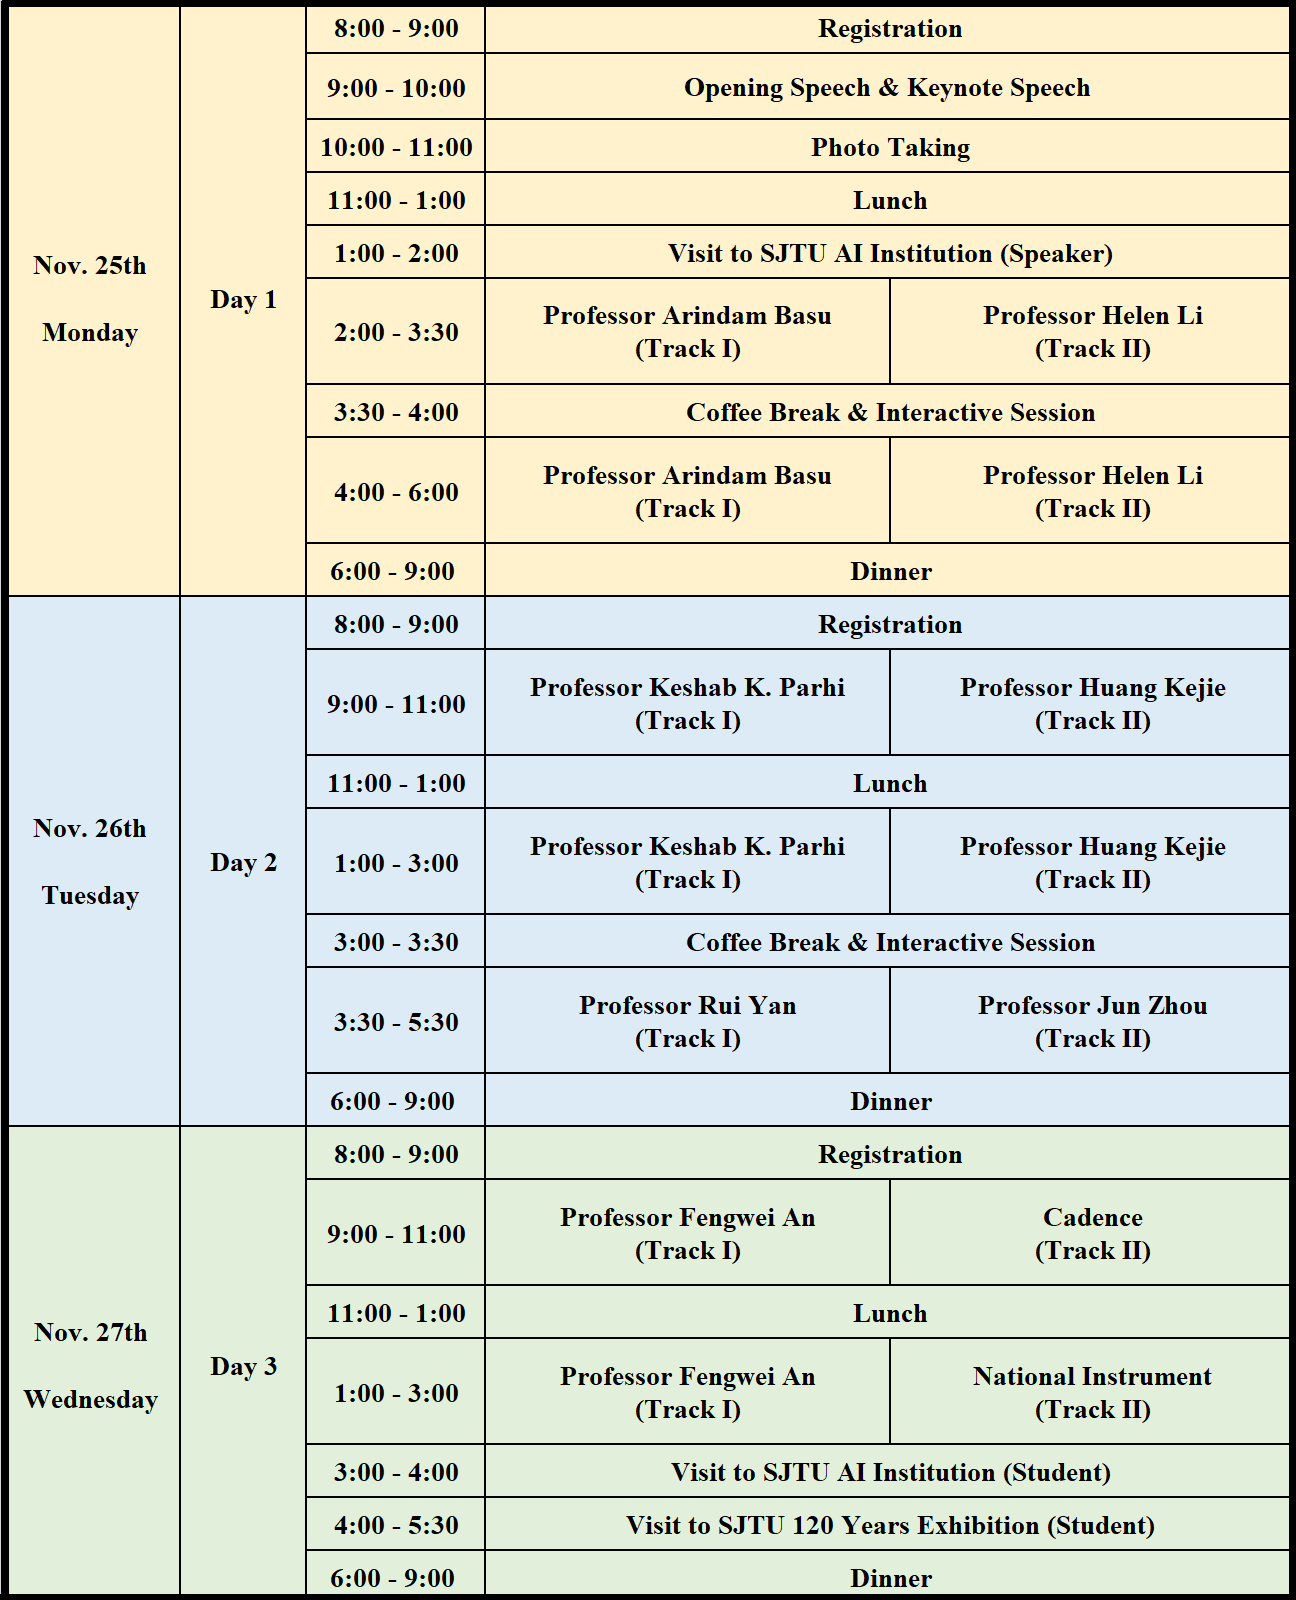 Nov. 25th
Monday
Day 1
8:00 - 9:00
Registration
9:00 - 10:00
Opening Speech & Keynote Speech
10:00 - 11:00
Photo Taking
11:00 - 1:00
Lunch
1:00 - 2:00
Visit to SJTU AI Institution (Speaker)
2:00 - 3:30
Professor Arindam Basu
(Track I)
Professor Helen Li
(Track II)
3:30 - 4:00
Coffee Break & Interactive Session
4:00 - 6:00
Professor Arindam Basu
(Track I)
Professor Helen Li
(Track II)
6:00 - 9:00
Dinner
Nov. 26th
Tuesday
Day 2
8:00 - 9:00
Registration
9:00 - 11:00
Professor Keshab K. Parhi
(Track I)
Professor Huang Kejie
(Track II)
11:00 - 1:00
Lunch
1:00 - 3:00
Professor Keshab K. Parhi
(Track I)
Professor Huang Kejie
(Track II)
3:00 - 3:30
Coffee Break & Interactive Session
3:30 - 5:30
Professor Rui Yan
(Track I)
Professor Jun Zhou
(Track II)
6:00 - 9:00
Dinner
Nov. 27th
Wednesday
Day 3
8:00 - 9:00
Registration
9:00 - 11:00
Professor Fengwei An
(Track I)
Cadence
(Track II)
11:00 - 1:00
Lunch
1:00 - 3:00
Professor Fengwei An
(Track I)
National Instrument
(Track II)
3:00 - 4:00
Visit to SJTU AI Institution (Student)
4:00 - 5:30
Visit to SJTU 120 Years Exhibition (Student)
6:00 - 9:00
Dinner